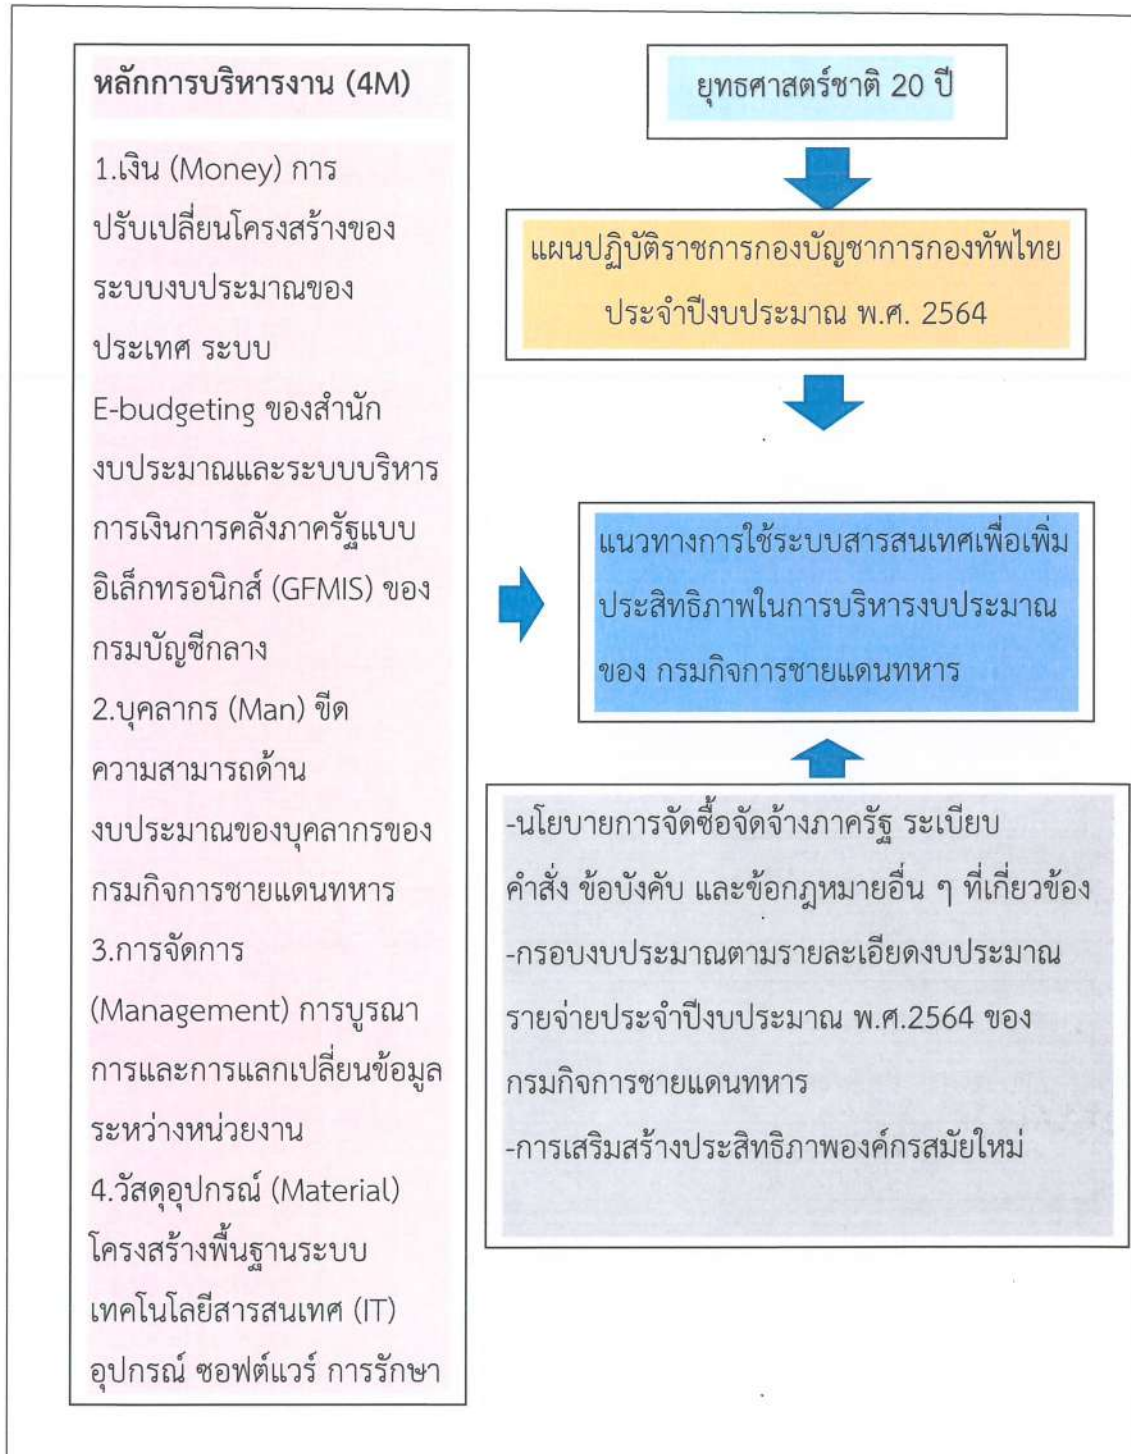 หลักการบริหารงาน (4M)
1.เงิน (Money) การ
ปรับเปลี่ยนโครงสร้างของ
ระบบงบประมาณของ
ประเทศ ระบบ
E-budgeting ของสำนัก
งบประมาณและระบบบริหาร
การเงินการคลังภาครัฐแบบ
อิเล็กทรอนิกส์ (GFMIS) ของ
กรมบัญชีกลาง
2.บุคลากร (Man) ขีด
ความสามารถด้าน
งบประมาณของบุคลากรของ
กรมกิจการชายแดนทหาร
3.การจัดการ
(Management) การบูรณา
การและการแลกเปลี่ยนข้อมูล
ระหว่างหน่วยงาน
4.วัสดุอุปกรณ์ (Material)
โครงสร้างพื้นฐานระบบ
เทคโนโลยีสารสนเทศ (IT)
อุปกรณ์ ซอฟต์แวร์ การรักษา
ยุทธศาสตร์ชาติ 20 ปี
แผนปฏิบัติราชการกองบัญชาการกองทัพไทย
ประจำปีงบประมาณ พ.ศ. 2564
แนวทางการใช้ระบบสารสนเทศเพื่อเพิ่ม
ประสิทธิภาพในการบริหารงบประมาณ
ของ กรมกิจการชายแดนทหาร
-นโยบายการจัดซื้อจัดจ้างภาครัฐ ระเบียบ
คำสั่ง ข้อบังคับ และข้อกฎหมายอื่น ๆ ที่เกี่ยวข้อง
-กรอบงบประมาณตามรายละเอียดงบประมาณ
รายจ่ายประจำปีงบประมาณ พ.ศ.2564 ของ
กรมกิจการชายแดนทหาร
-การเสริมสร้างประสิทธิภาพองค์กรสมัยใหม่